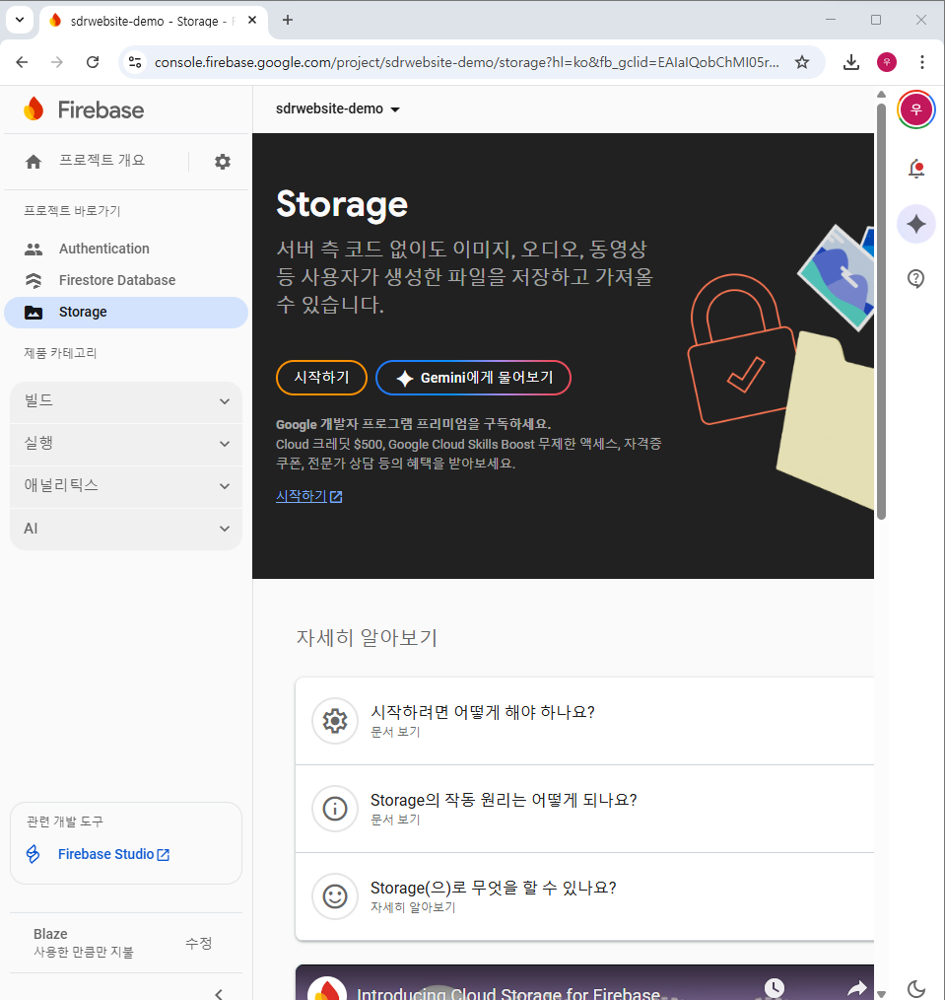 sdrwebsite-demo - Storage - F
console.firebase.google.com/project/sdrwebsite-demo/storage?hl=ko&fb_gclid=EAIaIQobChMI05r...
우
Firebase
sdrwebsite-demo
우
프로젝트 개요
프로젝트 바로가기
Authentication
Firestore Database
Storage
제품 카테고리
빌드
실행
애널리틱스
AI
관련 개발 도구
Firebase Studio
Blaze
사용한 만큼만 지불
수정
Storage
서버 측 코드 없이도 이미지, 오디오, 동영상
등 사용자가 생성한 파일을 저장하고 가져올
수 있습니다.
시작하기
Gemini에게 물어보기
Google 개발자 프로그램 프리미엄을 구독하세요.
Cloud 크레딧 $500, Google Cloud Skills Boost 무제한 액세스, 자격증
쿠폰, 전문가 상담 등의 혜택을 받아보세요.
시작하기
자세히 알아보기
시작하려면 어떻게 해야 하나요?
문서 보기
Storage의 작동 원리는 어떻게 되나요?
문서 보기
Storage(으)로 무엇을 할 수 있나요?
자세히 알아보기
Introducing Cloud Storage for Firebase